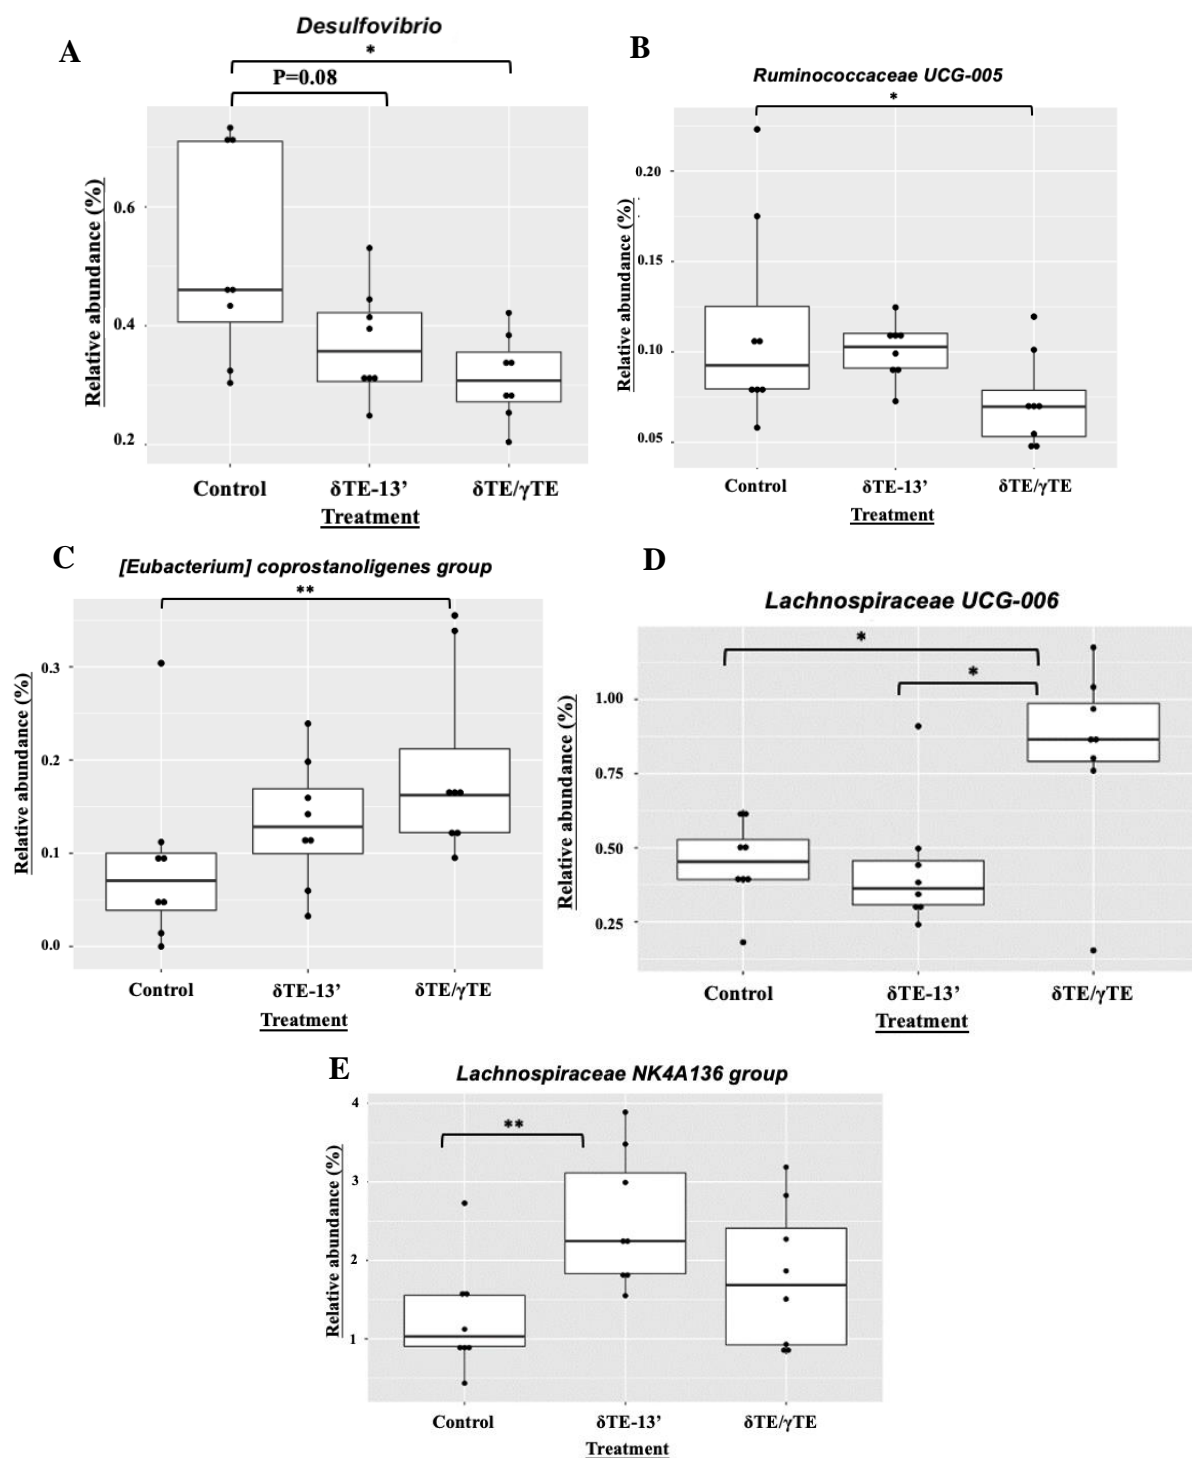 A
Desulfovibrio
*
P=0.08
Relative abundance (%)
0.6
0.4
0.2
Control
δTE-13’
δTE/γTE
Treatment
B
Ruminococcaceae UCG-005
*
Relative abundance (%)
0.20
0.15
0.10
0.05
Control
δTE-13’
δTE/γTE
Treatment
C
[Eubacterium] coprostanoligenes group
**
Relative abundance (%)
0.3
0.2
0.1
0.0
Control
δTE-13’
δTE/γTE
Treatment
D
Lachnospiraceae UCG-006
*
*
Relative abundance (%)
1.00
0.75
0.50
0.25
Control
δTE-13’
δTE/γTE
Treatment
E
Lachnospiraceae NK4A136 group
**
Relative abundance (%)
4
3
2
1
Control
δTE-13’
δTE/γTE
Treatment